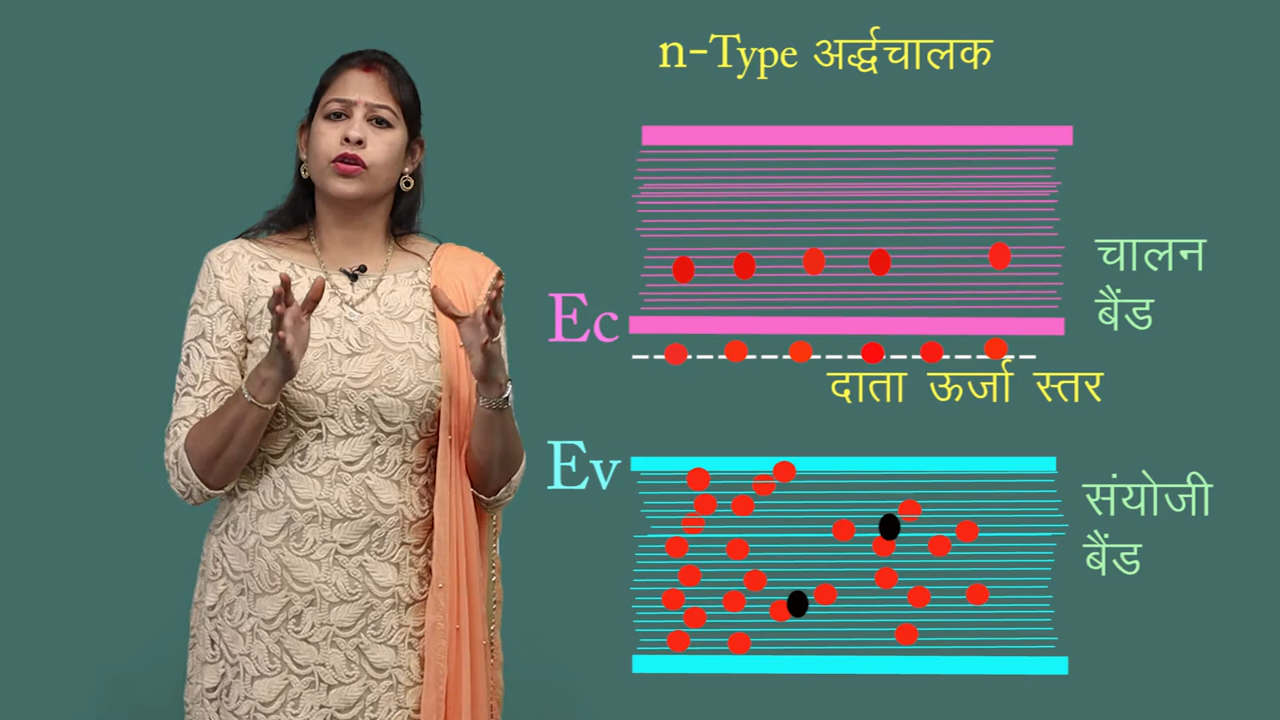 n-Type अर्द्धचालक
चालन
बैंड
Ec
दाता ऊर्जा स्तर
Ev
संयोजी
बैंड